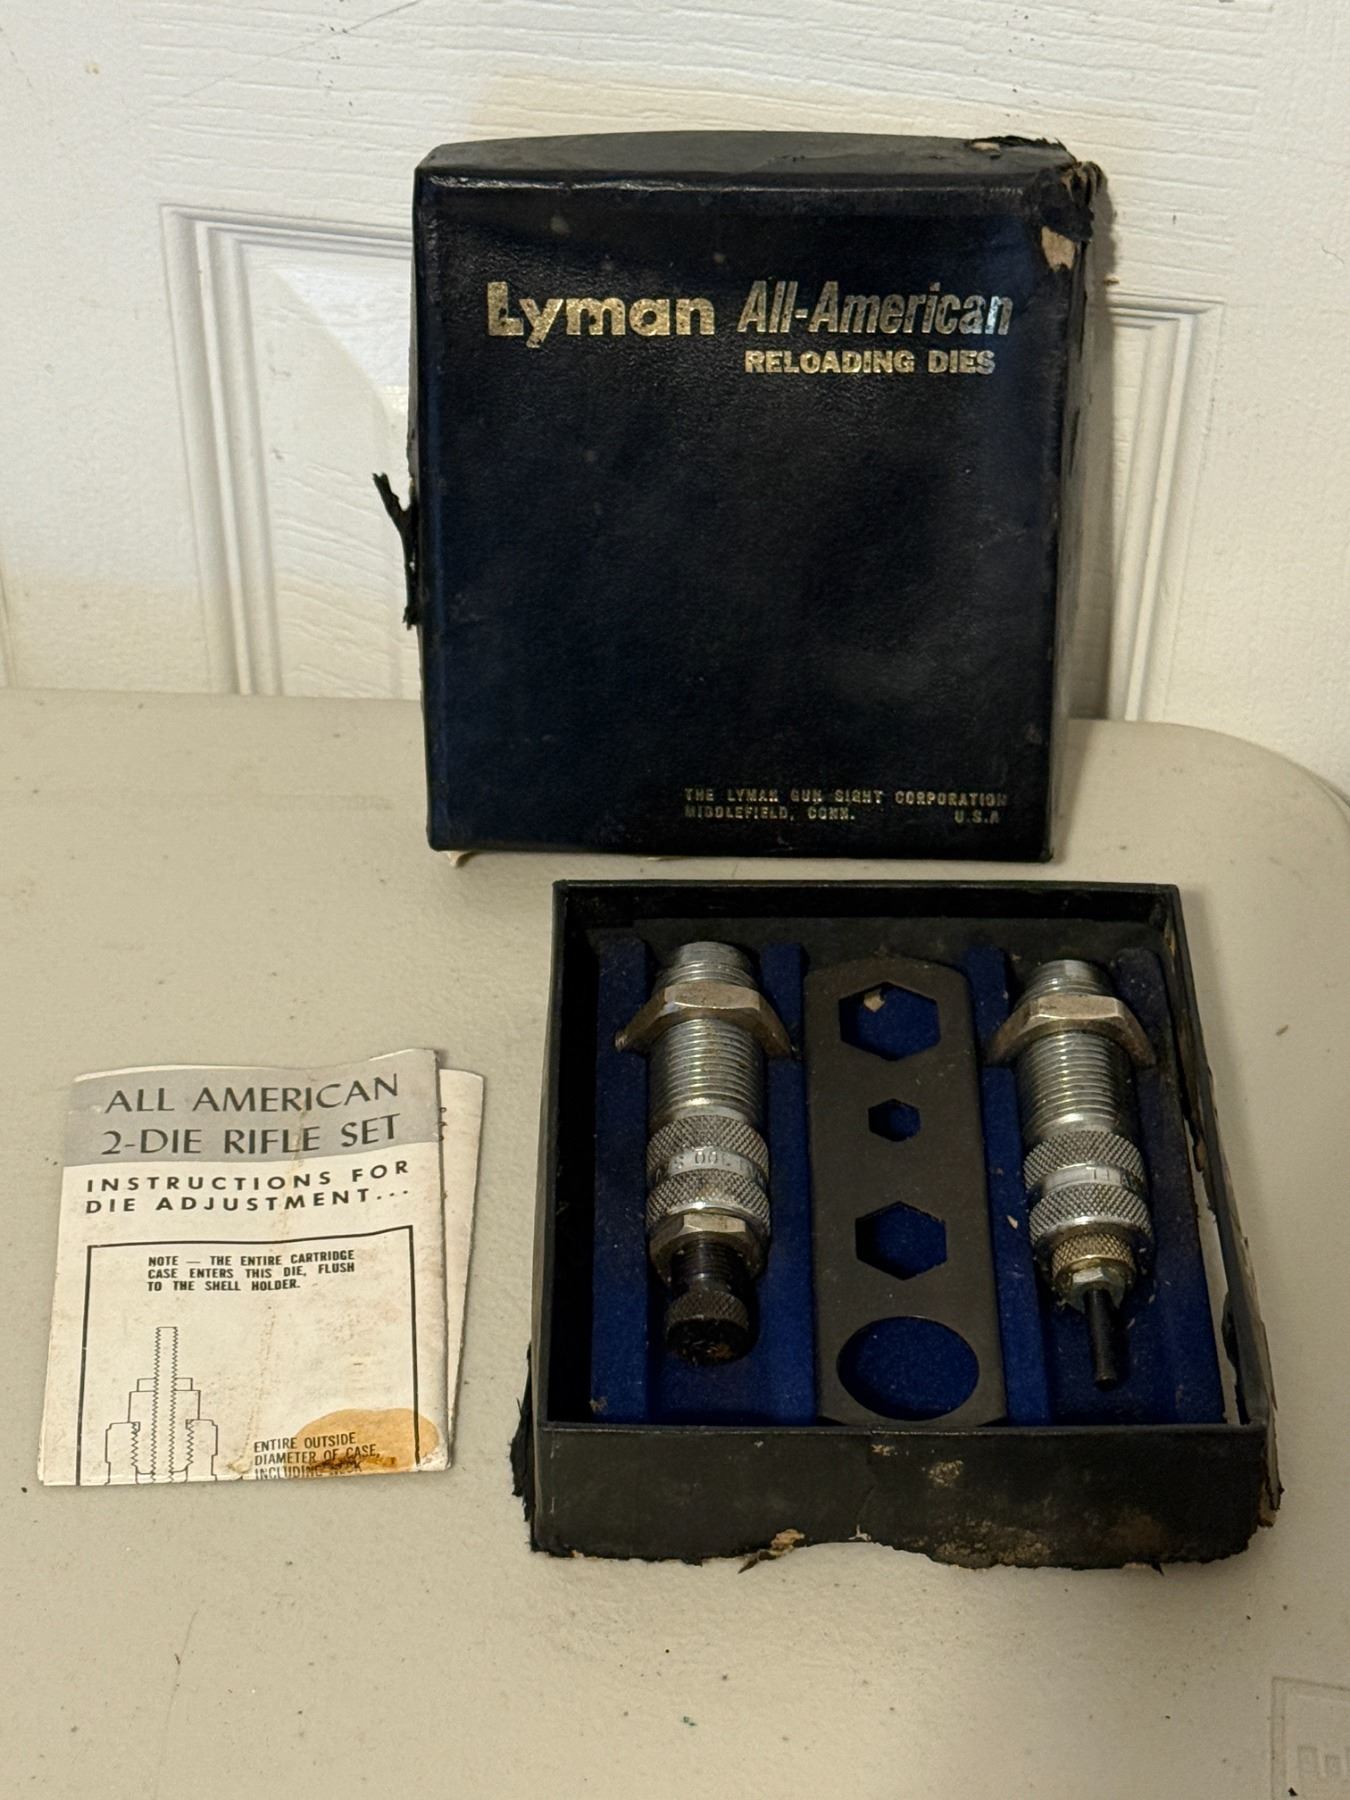 Lyman All-American
RELOADING DIES
THE LYMAN GUN SIGHT CORPORATION
MIDDLEFIELD, CONN. U.S.A
ALL AMERICAN
2-DIE RIFLE SET
INSTRUCTIONS FOR
DIE ADJUSTMENT...
NOTE — THE ENTIRE CARTRIDGE
CASE ENTERS THIS DIE, FLUSH
TO THE SHELL HOLDER.
ENTIRE OUTSIDE
DIAMETER OF CASE,
INCLUDING NECK